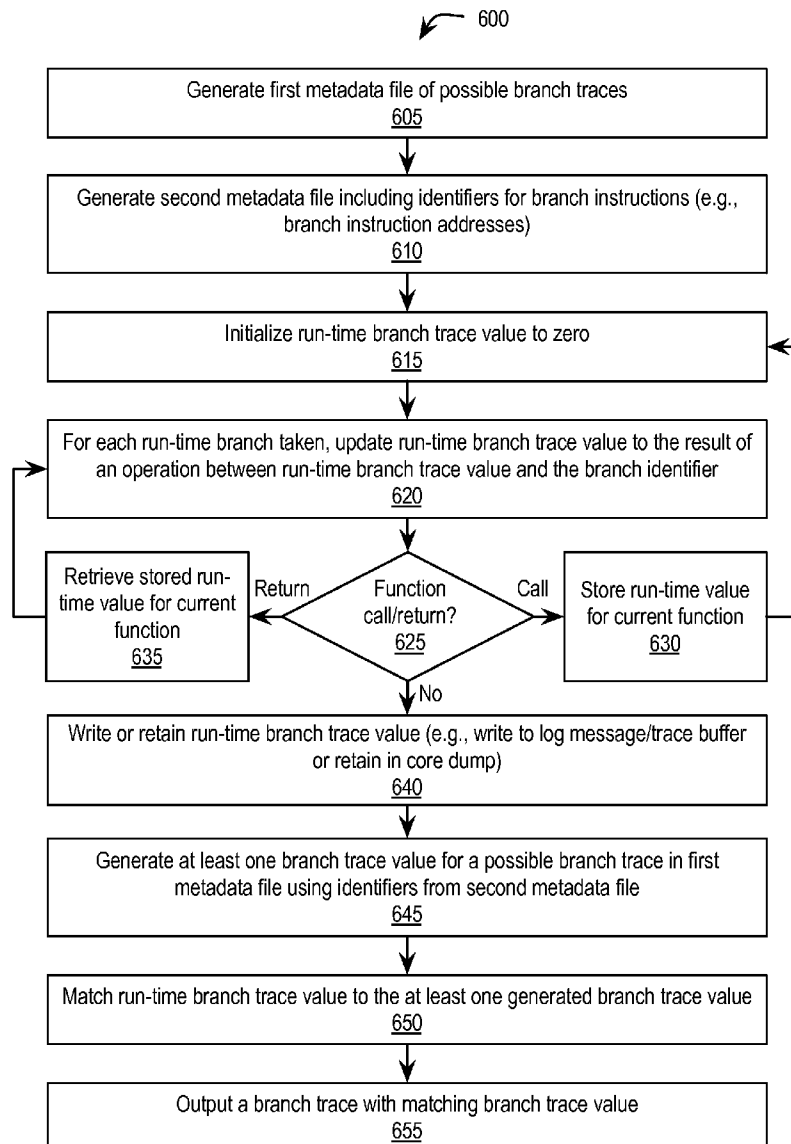 600
Generate first metadata file of possible branch traces
605
Generate second metadata file including identifiers for branch instructions (e.g.,
branch instruction addresses)
610
Initialize run-time branch trace value to zero
615
For each run-time branch taken, update run-time branch trace value to the result of
an operation between run-time branch trace value and the branch identifier
620
Retrieve stored run-
time value for current
function
635
Return
Function
call/return?
625
Call
Store run-time value
for current function
630
No
Write or retain run-time branch trace value (e.g., write to log message/trace buffer
or retain in core dump)
640
Generate at least one branch trace value for a possible branch trace in first
metadata file using identifiers from second metadata file
645
Match run-time branch trace value to the at least one generated branch trace value
650
Output a branch trace with matching branch trace value
655